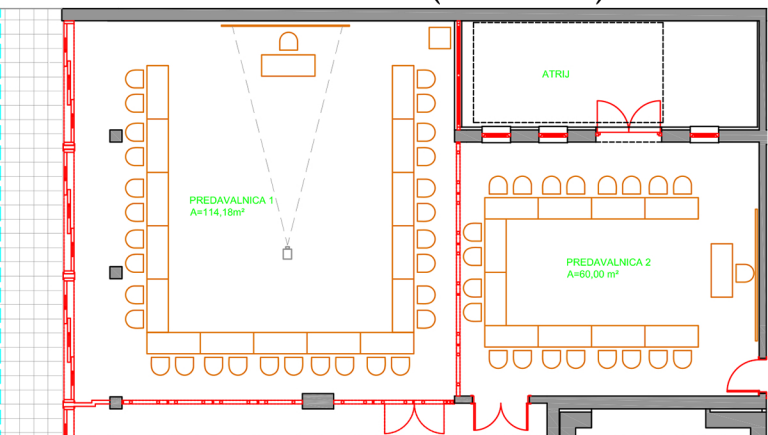 ATRIJ
PREDAVALNICA 1
A=114,18m²
PREDAVALNICA 2
A=60,00 m²